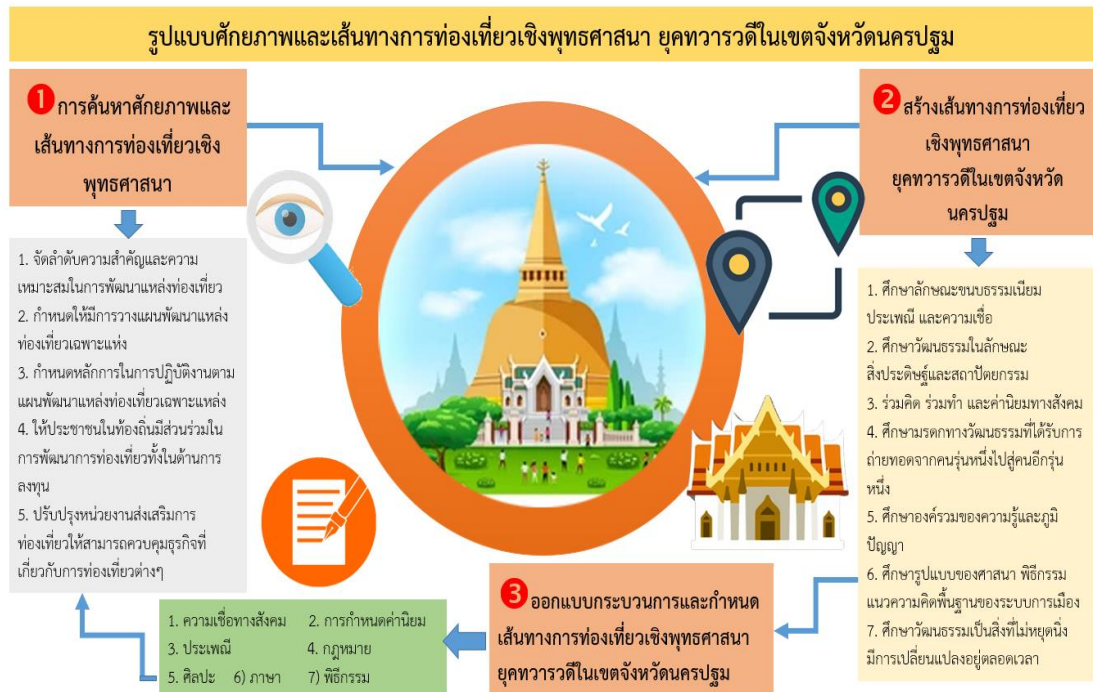 รูปแบบศักยภาพและเส้นทางการท่องเที่ยวเชิงพุทธศาสนา ยุคทวารวดีในเขตจังหวัดนครปฐม
1 การค้นหาศักยภาพและ
เส้นทางการท่องเที่ยวเชิง
พุทธศาสนา
1. จัดลำดับความสำคัญและความ
เหมาะสมในการพัฒนาแหล่งท่องเที่ยว
2. กำหนดให้มีการวางแผนพัฒนาแหล่ง
ท่องเที่ยวเฉพาะแห่ง
3. กำหนดหลักการในการปฏิบัติงานตาม
แผนพัฒนาแหล่งท่องเที่ยวเฉพาะแหล่ง
4. ให้ประชาชนในท้องถิ่นมีส่วนร่วมใน
การพัฒนาการท่องเที่ยวทั้งในด้านการ
ลงทุน
5. ปรับปรุงหน่วยงานส่งเสริมการ
ท่องเที่ยวให้สามารถควบคุมธุรกิจที่
เกี่ยวกับการท่องเที่ยวต่างๆ
2 สร้างเส้นทางการท่องเที่ยว
เชิงพุทธศาสนา
ยุคทวารวดีในเขตจังหวัด
นครปฐม
1. ศึกษาลักษณะขนบธรรมเนียม
ประเพณี และความเชื่อ
2. ศึกษาวัฒนธรรมในลักษณะ
สิ่งประดิษฐ์และสถาปัตยกรรม
3. ร่วมคิด ร่วมทำ และค่านิยมทางสังคม
4. ศึกษามรดกทางวัฒนธรรมที่ได้รับการ
ถ่ายทอดจากคนรุ่นหนึ่งไปสู่คนอีกรุ่น
หนึ่ง
5. ศึกษาองค์รวมของความรู้และภูมิ
ปัญญา
6. ศึกษารูปแบบของศาสนา พิธีกรรม
แนวความคิดพื้นฐานของระบบการเมือง
7. ศึกษาวัฒนธรรมเป็นสิ่งที่ไม่หยุดนิ่ง
มีการเปลี่ยนแปลงอยู่ตลอดเวลา
3 ออกแบบกระบวนการและกำหนด
เส้นทางการท่องเที่ยวเชิงพุทธศาสนา
ยุคทวารวดีในเขตจังหวัดนครปฐม
1. ความเชื่อทางสังคม 2. การกำหนดค่านิยม
3. ประเพณี 4. กฎหมาย
5. ศิลปะ 6) ภาษา 7) พิธีกรรม